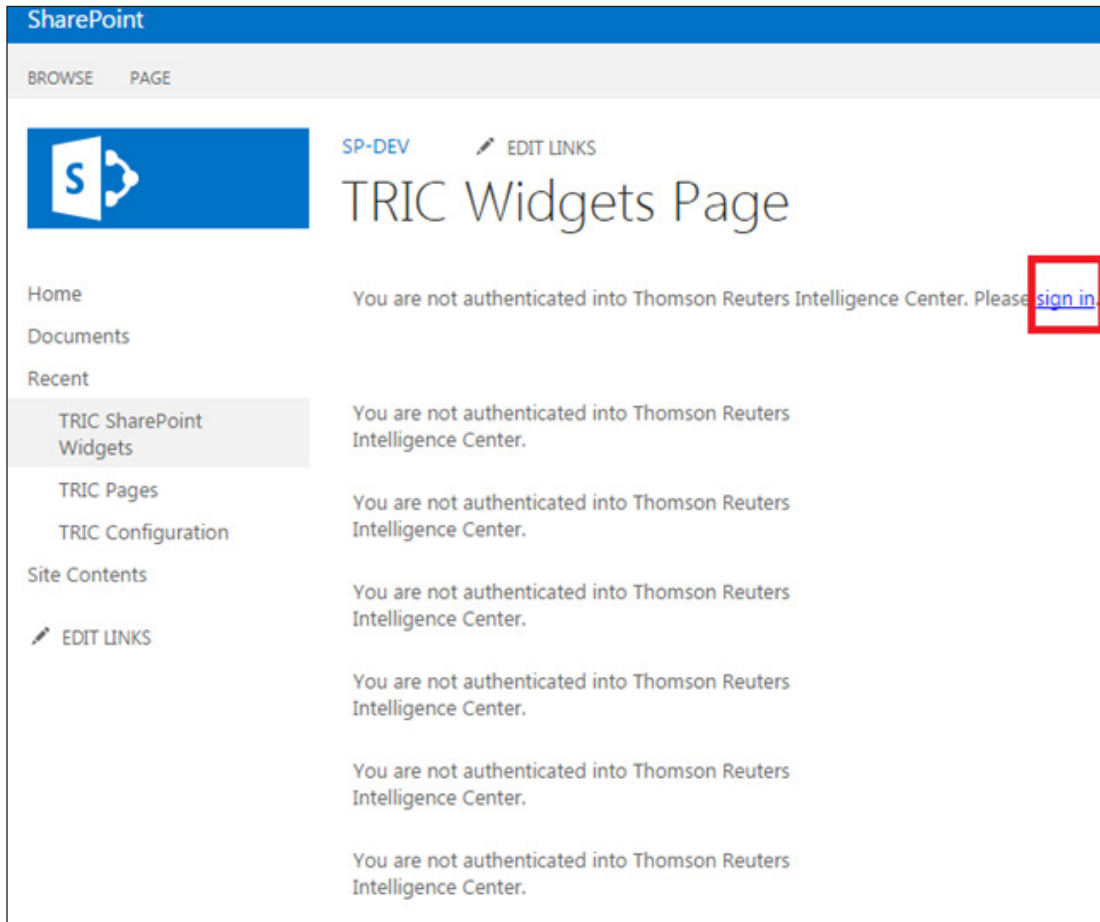 SharePoint
BROWSE PAGE
S
SP-DEV EDIT LINKS
TRIC Widgets Page
Home
Documents
Recent
TRIC SharePoint
Widgets
TRIC Pages
TRIC Configuration
Site Contents
EDIT LINKS
You are not authenticated into Thomson Reuters Intelligence Center. Please sign in.
You are not authenticated into Thomson Reuters
Intelligence Center.
You are not authenticated into Thomson Reuters
Intelligence Center.
You are not authenticated into Thomson Reuters
Intelligence Center.
You are not authenticated into Thomson Reuters
Intelligence Center.
You are not authenticated into Thomson Reuters
Intelligence Center.
You are not authenticated into Thomson Reuters
Intelligence Center.